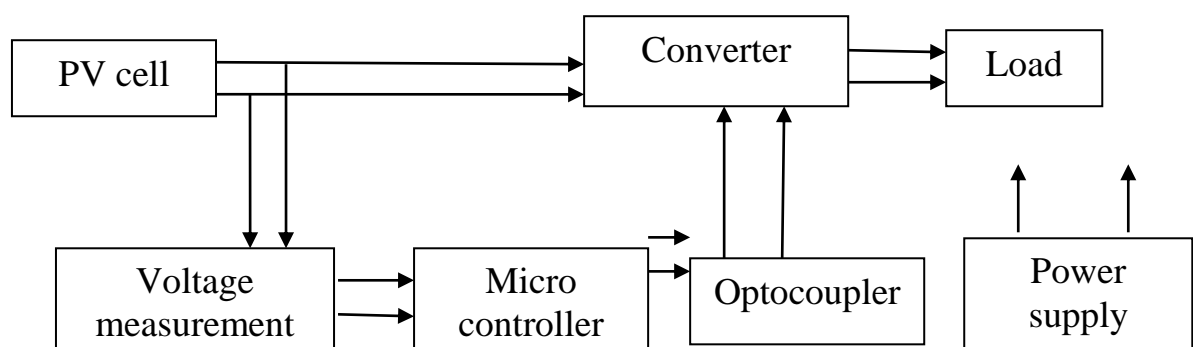 PV cell
Converter
Load
Voltage
measurement
Micro
controller
Optocoupler
Power
supply